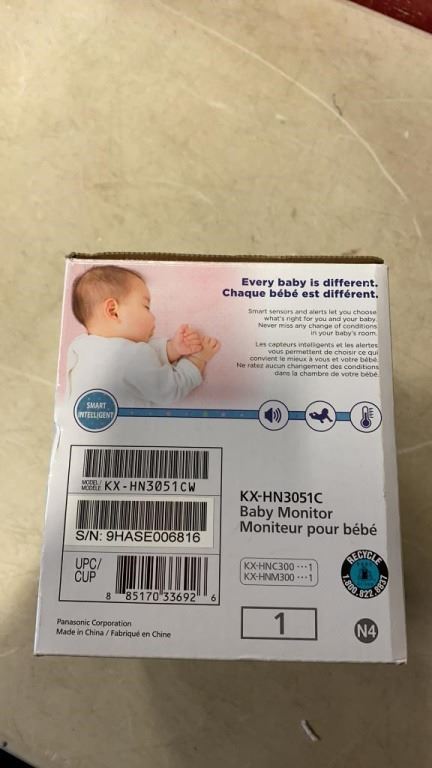 Every baby is different.
Chaque bébé est différent.
Smart sensors and alerts let you choose
what's right for you and your baby.
Never miss any change of conditions
in your baby's room.
Les capteurs intelligents et les alertes
vous permettent de choisir ce qui
convient le mieux à vous et votre bébé.
Ne ratez aucun changement des conditions
dans la chambre de votre bébé.
SMART
INTELLIGENT
MODEL/
MODÈLE KX-HN3051CW
S/N: 9HASE006816
UPC/
CUP
8 85170 33692 6
KX-HN3051C
Baby Monitor
Moniteur pour bébé
KX-HNC300 ··· 1
KX-HNM300 ··· 1
RECYCLE
1.800.822.8837
1
N4
Panasonic Corporation
Made in China / Fabriqué en Chine